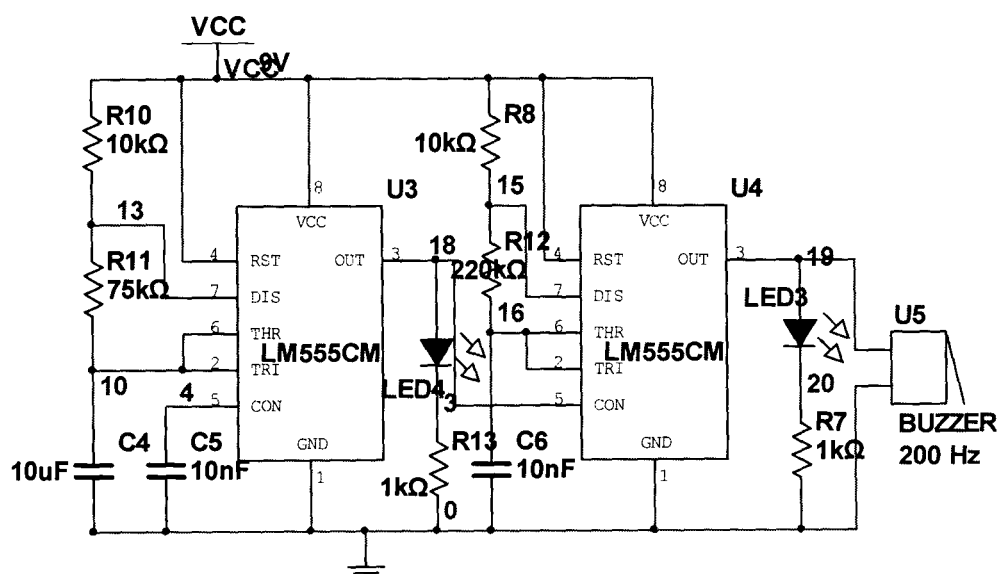 VCC
VCC 9V
R10
10kΩ
R8
10kΩ
13
15
U3
U4
8
VCC
8
VCC
R11
75kΩ
R12
220kΩ
4
RST
OUT
3
18
4
RST
OUT
3
19
7
DIS
7
DIS
LED3
U5
16
6
THR
6
THR
LM555CM
LM555CM
2
TRI
2
TRI
10
4
LED4
3
20
5
CON
5
CON
C4
10uF
C5
10nF
GND
1
R13
1kΩ
0
C6
10nF
GND
1
R7
1kΩ
BUZZER
200 Hz